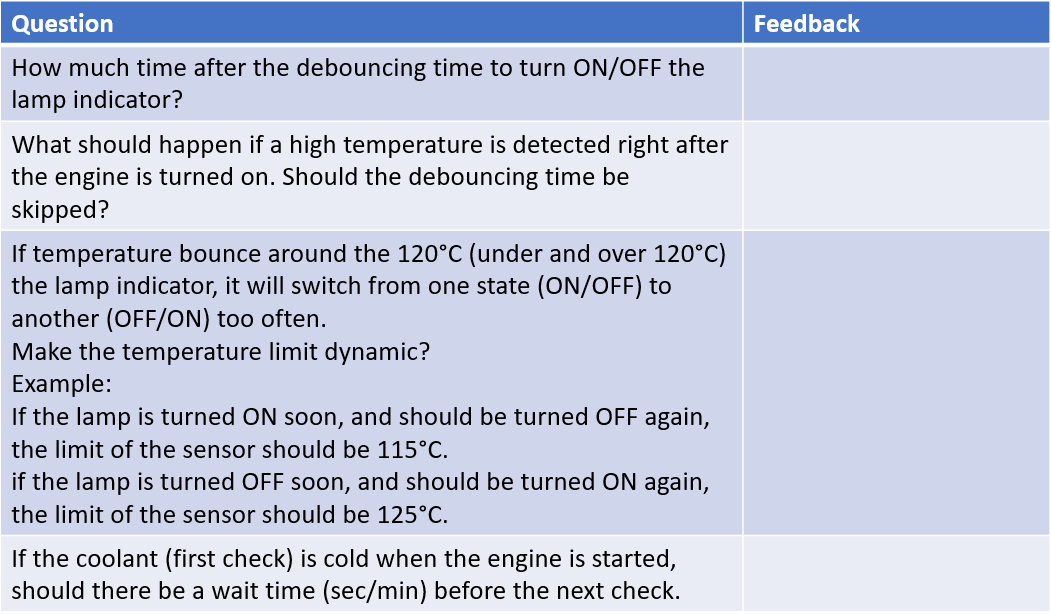 Question
Feedback
How much time after the debouncing time to turn ON/OFF the
lamp indicator?
What should happen if a high temperature is detected right after
the engine is turned on. Should the debouncing time be
skipped?
If temperature bounce around the 120°C (under and over 120°C)
the lamp indicator, it will switch from one state (ON/OFF) to
another (OFF/ON) too often.
Make the temperature limit dynamic?
Example:
If the lamp is turned ON soon, and should be turned OFF again,
the limit of the sensor should be 115°C.
if the lamp is turned OFF soon, and should be turned ON again,
the limit of the sensor should be 125°C.
If the coolant (first check) is cold when the engine is started,
should there be a wait time (sec/min) before the next check.